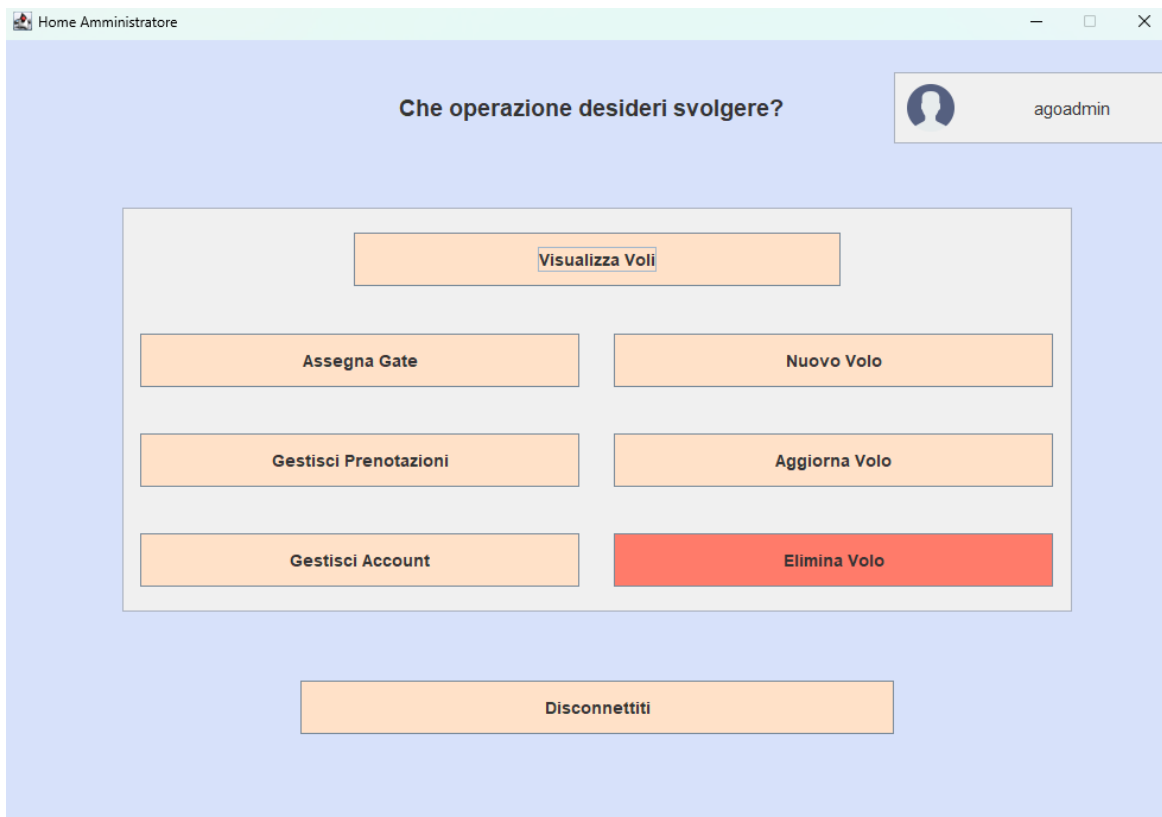 Home Amministratore
Che operazione desideri svolgere?
agoadmin
Visualizza Voli
Assegna Gate
Nuovo Volo
Gestisci Prenotazioni
Aggiorna Volo
Gestisci Account
Elimina Volo
Disconnettiti